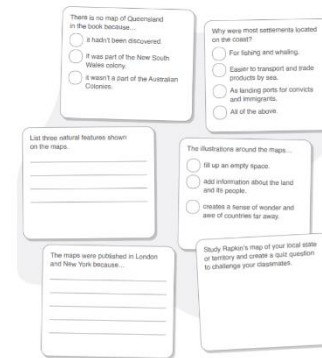 There is no map of Queensland
in the book because...
it hadn't been discovered.
it was part of the New South
Wales colony.
it wasn't a part of the Australian
Colonies.
Why were most settlements located
on the coast?
For fishing and whaling.
Easier to transport and trade
products by sea.
As landing ports for convicts
and immigrants.
All of the above.
List three natural features shown
on the maps.
The illustrations around the maps...
fill up an empty space.
add information about the land
and its people.
creates a sense of wonder and
awe of countries far away.
The maps were published in London
and New York because...
Study Rapkin's map of your local state
or territory and create a quiz question
to challenge your classmates.